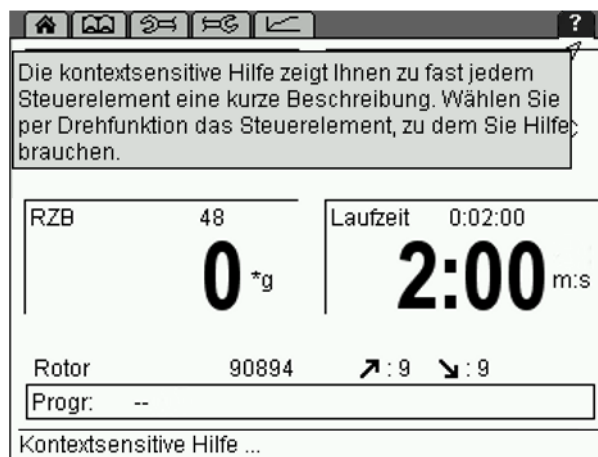 ?
Die kontextsensitive Hilfe zeigt Ihnen zu fast jedem
Steuerelement eine kurze Beschreibung. Wählen Sie
per Drehfunktion das Steuerelement, zu dem Sie Hilfe
brauchen.
RZB 48
0 *g
Laufzeit 0:02:00
2:00 m:s
Rotor 90894 ↗ : 9 ↘ : 9
Progr: --
Kontextsensitive Hilfe ...